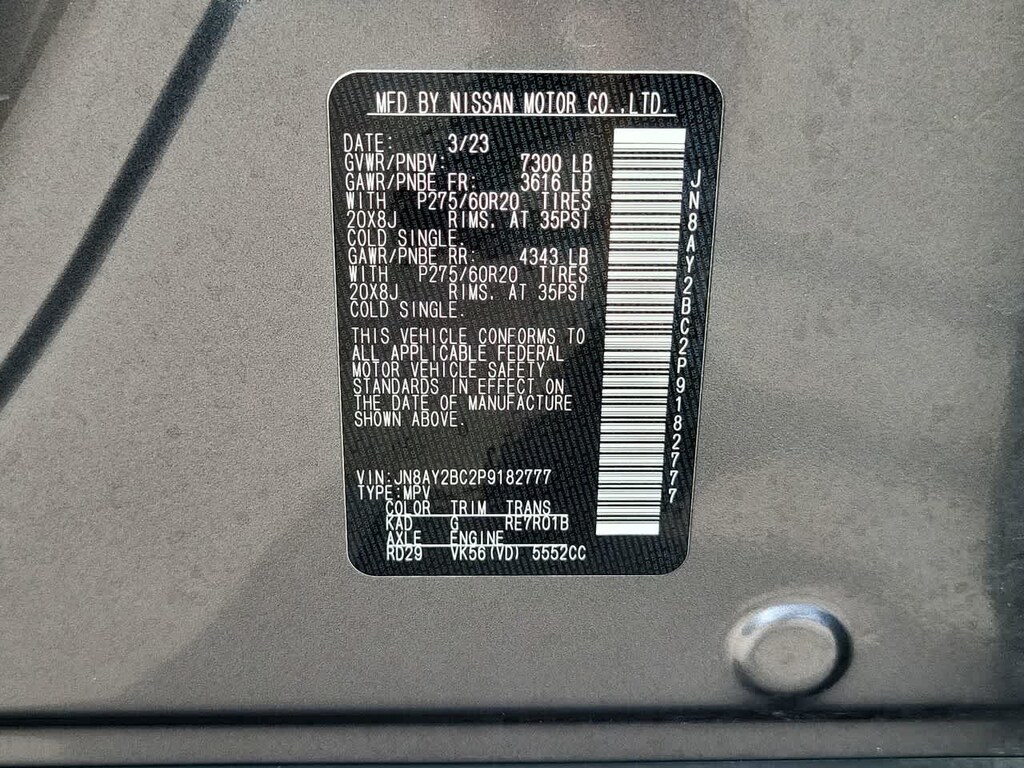 MFD BY NISSAN MOTOR CO.,LTD.
DATE: 3/23
GVWR/PNBV: 7300 LB
GAWR/PNBE FR: 3616 LB
WITH P275/60R20 TIRES
20X8J RIMS. AT 35PSI
COLD SINGLE.
GAWR/PNBE RR: 4343 LB
WITH P275/60R20 TIRES
20X8J RIMS. AT 35PSI
COLD SINGLE.
THIS VEHICLE CONFORMS TO
ALL APPLICABLE FEDERAL
MOTOR VEHICLE SAFETY
STANDARDS IN EFFECT ON
THE DATE OF MANUFACTURE
SHOWN ABOVE.
VIN:JN8AY2BC2P9182777
TYPE:MPV
COLOR TRIM TRANS
KAD G RE7R01B
AXLE ENGINE
RD29 VK56(VD) 5552CC
JN8AY2BC2P9182777